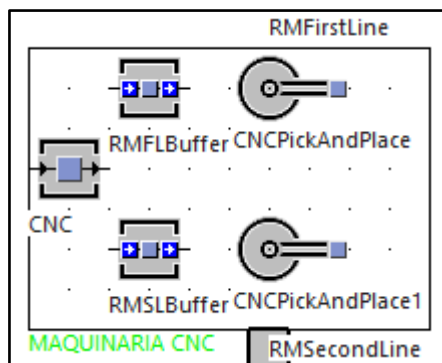 RMFirstLine
RMFLBuffer CNCPickAndPlace
CNC
RMSLBuffer CNCPickAndPlace1
MAQUINARIA CNC
RMSecondLine